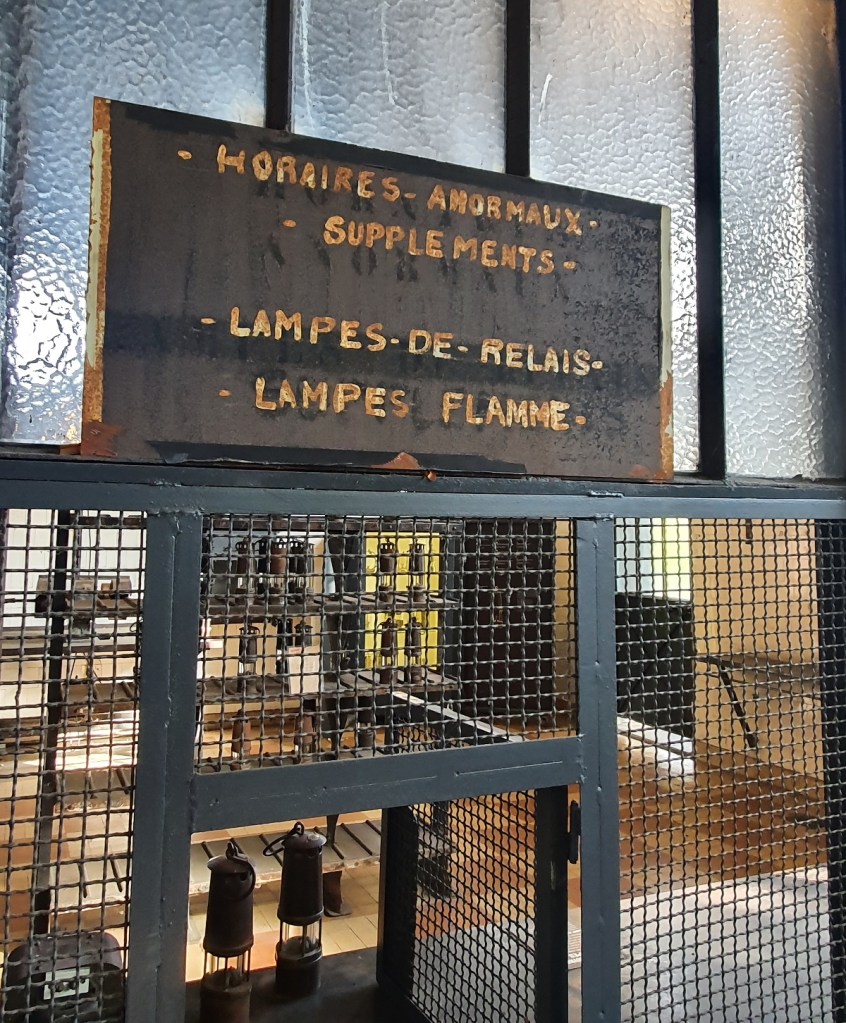 - HORAIRES - ANORMAUX -
- SUPPLEMENTS -
- LAMPES - DE - RELAIS -
- LAMPES FLAMME -